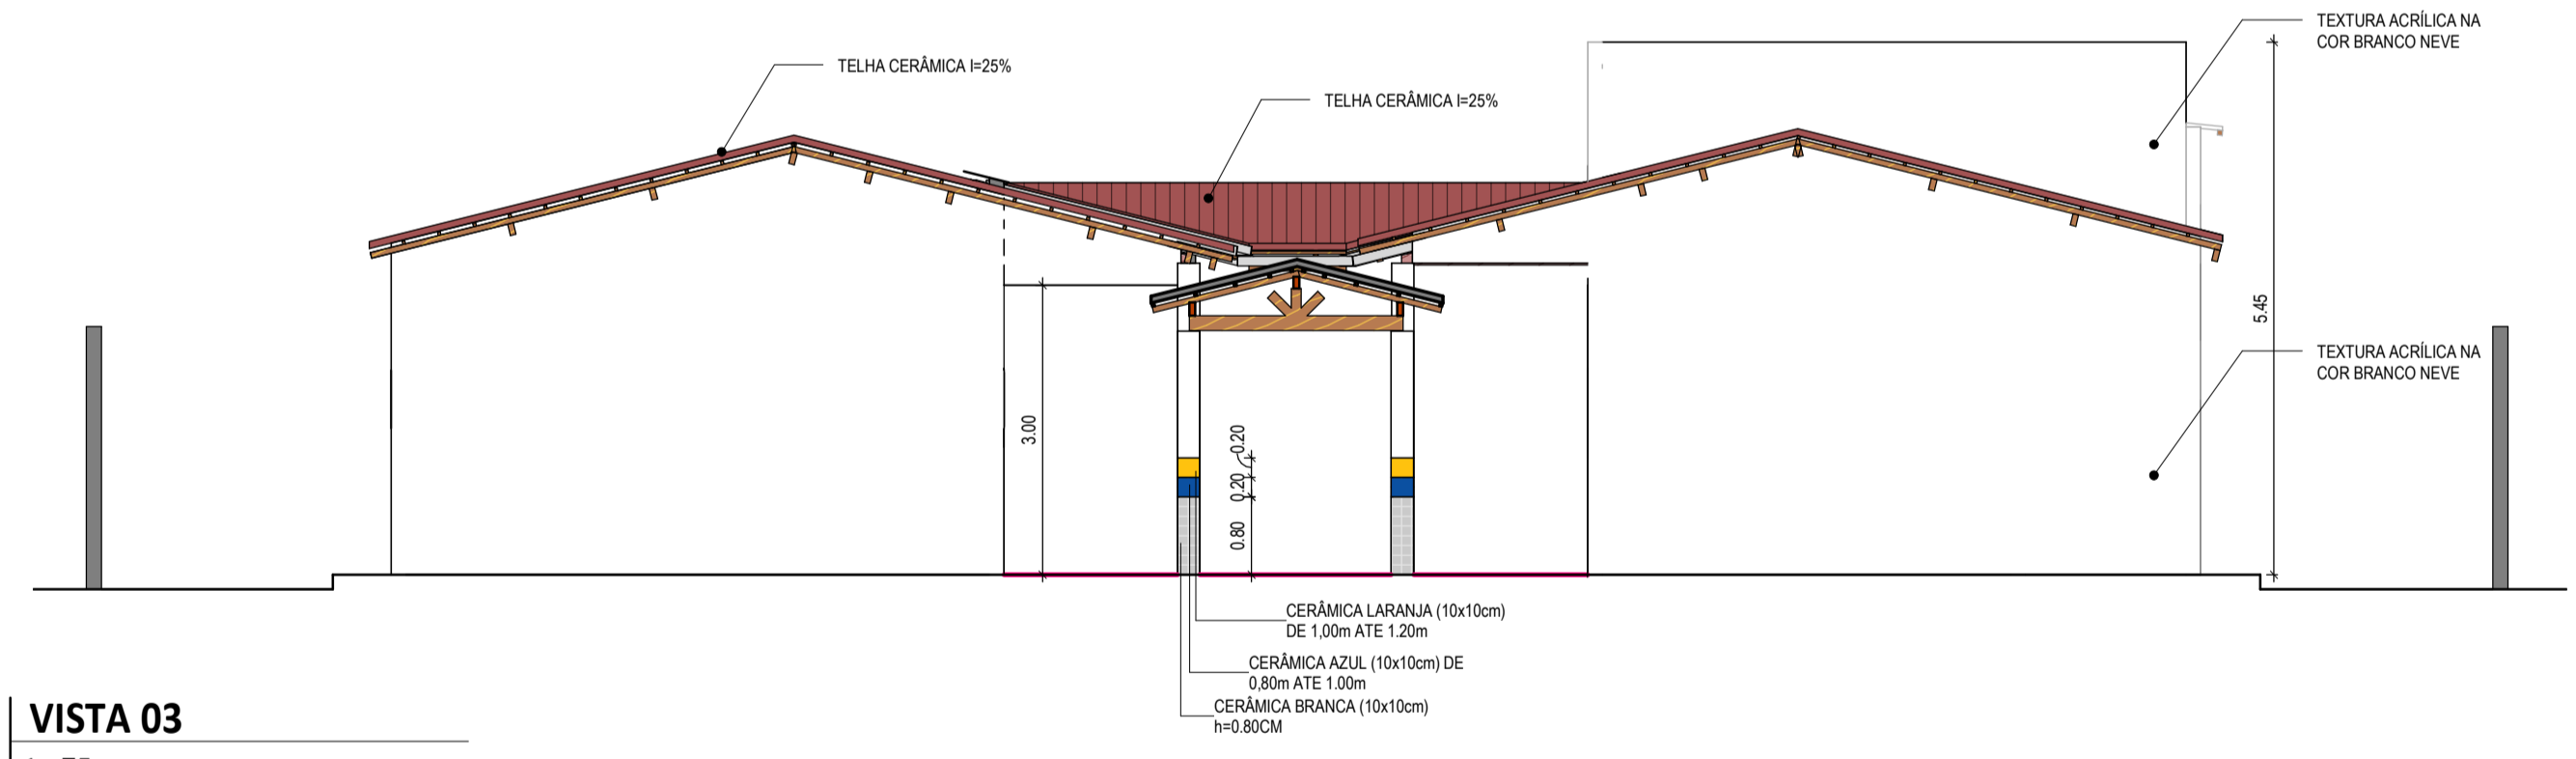 TEXTURA ACRÍLICA NA
COR BRANCO NEVE
TELHA CERÂMICA I=25%
TELHA CERÂMICA I=25%
5.45
TEXTURA ACRÍLICA NA
COR BRANCO NEVE
3.00
0.20
0.20
0.80
CERÂMICA LARANJA (10x10cm)
DE 1,00m ATE 1.20m
CERÂMICA AZUL (10x10cm) DE
0,80m ATE 1.00m
CERÂMICA BRANCA (10x10cm)
h=0.80CM
VISTA 03